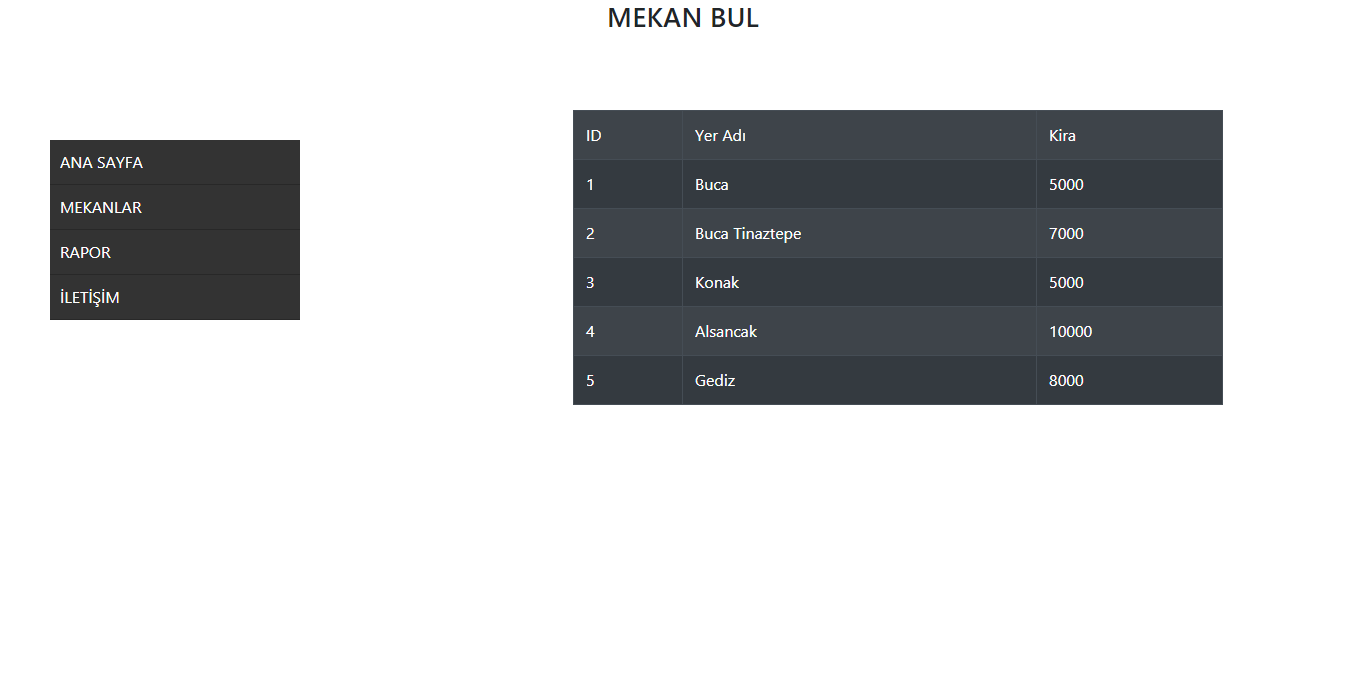 MEKAN BUL
ANA SAYFA
MEKANLAR
RAPOR
İLETİŞİM
ID Yer Adı Kira
1 Buca 5000
2 Buca Tinaztepe 7000
3 Konak 5000
4 Alsancak 10000
5 Gediz 8000